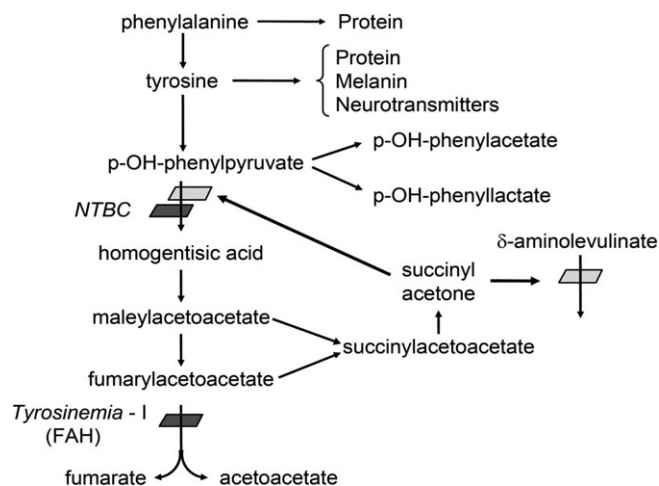 phenylalanine
Protein
tyrosine
Protein
Melanin
Neurotransmitters
p-OH-phenylpyruvate
p-OH-phenylacetate
p-OH-phenyllactate
NTBC
δ-aminolevulinate
homogentisic acid
succinyl
acetone
maleylacetoacetate
succinylacetoacetate
fumarylacetoacetate
Tyrosinemia - I
(FAH)
fumarate
acetoacetate